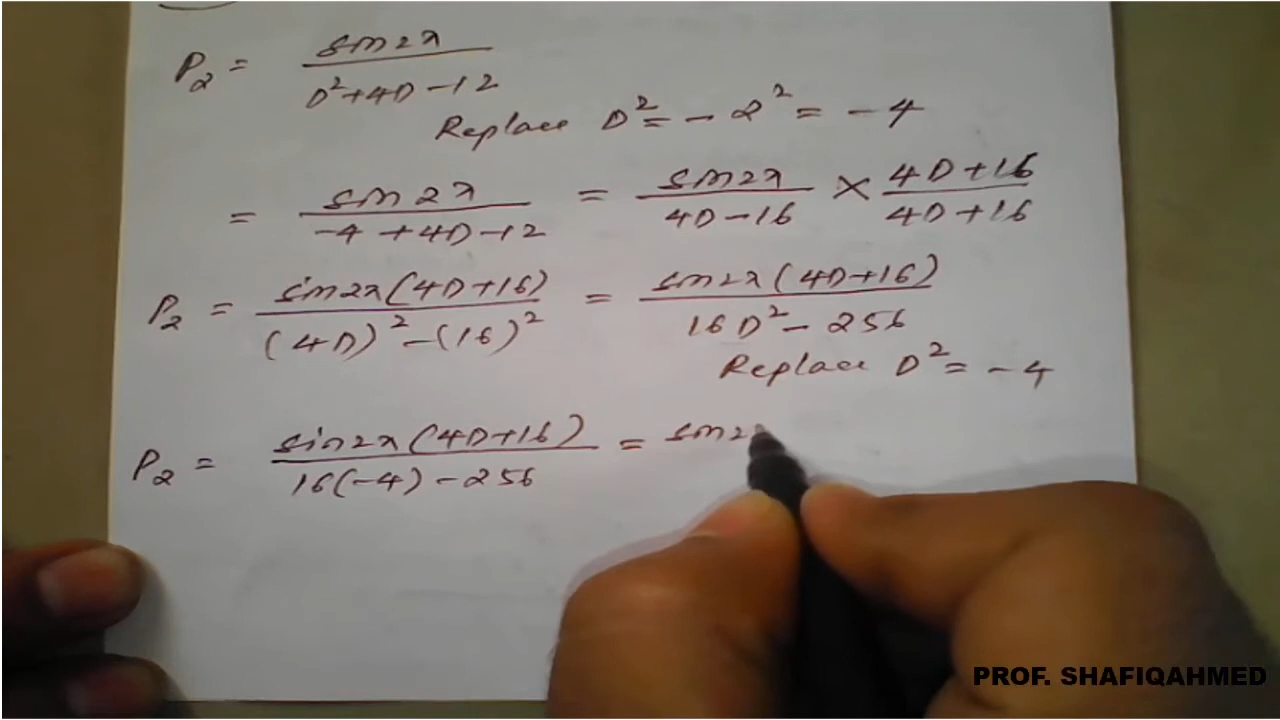 P₂ = sin2x / D²+4D-12
Replace D² = -2² = -4
= sin2x / -4+4D-12 = sin2x / 4D-16 × 4D+16 / 4D+16
P₂ = sin2x(4D+16) / (4D)²-(16)² = sin2x(4D+16) / 16D²-256
Replace D² = -4
P₂ = sin2x(4D+16) / 16(-4)-256 = sin2
PROF. SHAFIQAHMED